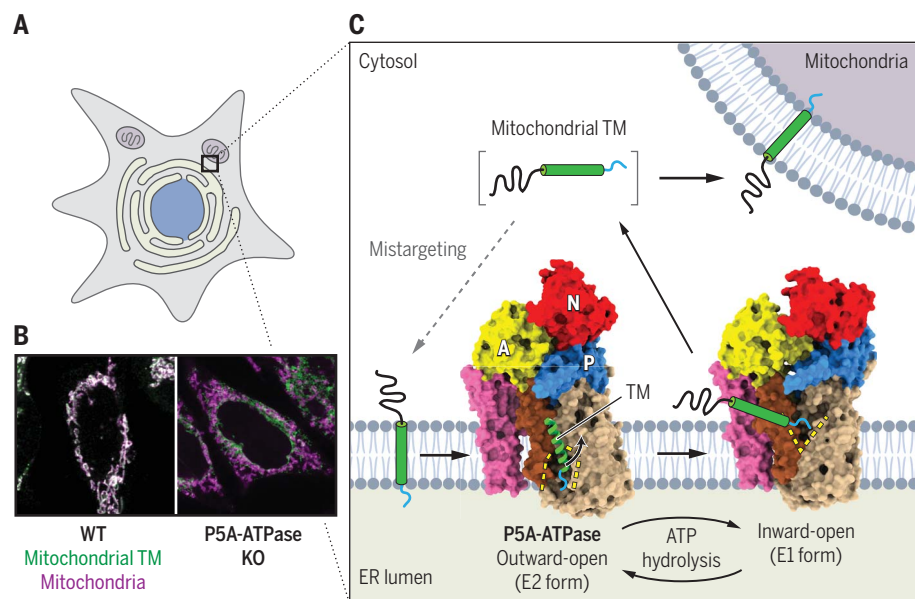 A
B
WT
Mitochondrial TM
Mitochondria
P5A-ATPase
KO
C
Cytosol
Mitochondria
Mitochondrial TM
Mistargeting
N
A
P
TM
P5A-ATPase
Outward-open
(E2 form)
ATP
hydrolysis
Inward-open
(E1 form)
ER lumen